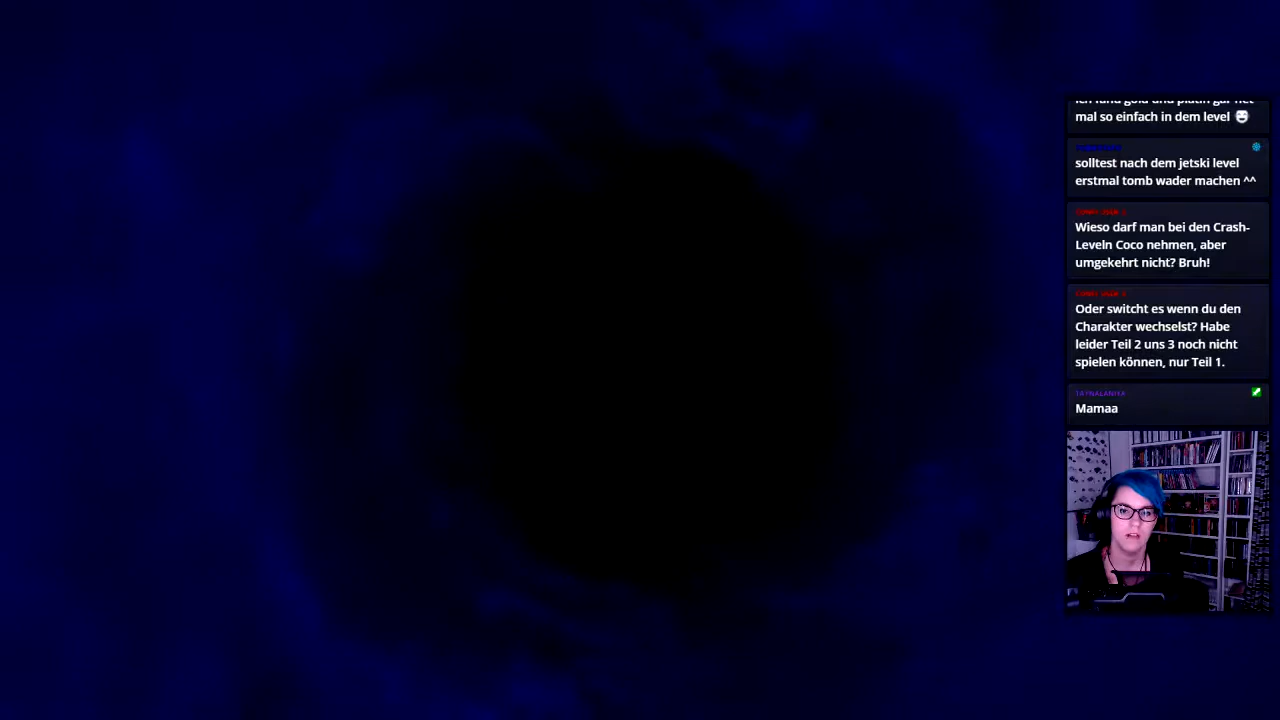 mal so einfach in dem level
solltest nach dem jetski level
erstmal tomb wader machen ^^
Wieso darf man bei den Crash-
Leveln Coco nehmen, aber
umgekehrt nicht? Bruh!
Oder switcht es wenn du den
Charakter wechselst? Habe
leider Teil 2 uns 3 noch nicht
spielen können, nur Teil 1.
Mamaa